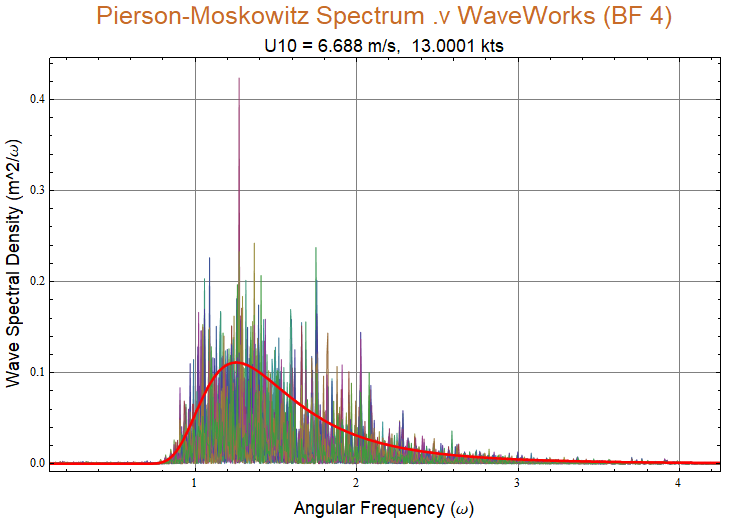 Pierson-Moskowitz Spectrum .v WaveWorks (BF 4)
U10 = 6.688 m/s, 13.0001 kts
Wave Spectral Density (m^2/ω)
0.4
0.3
0.2
0.1
0.0
1 2 3 4
Angular Frequency (ω)